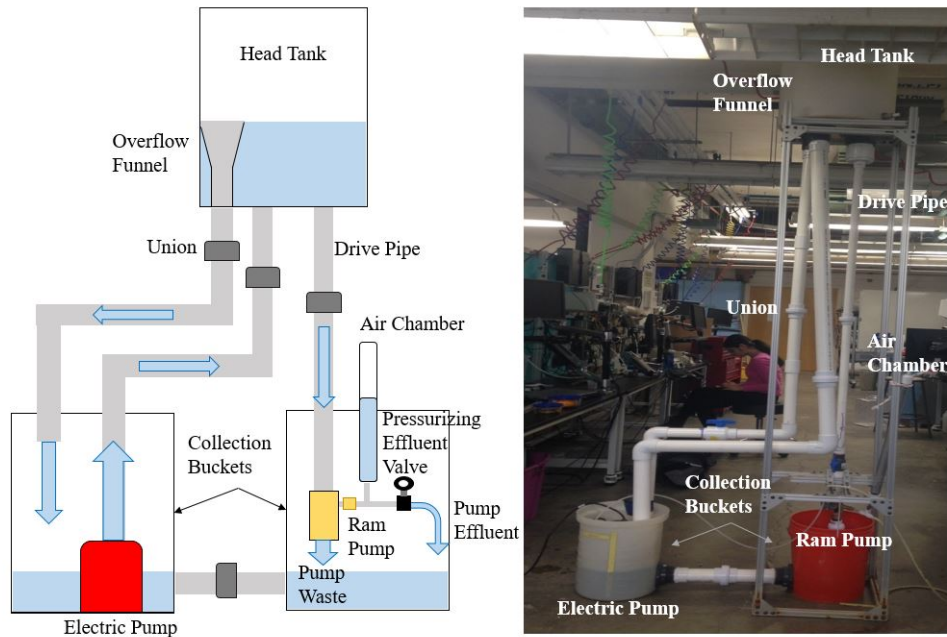 Head Tank
Overflow
Funnel
Union
Drive Pipe
Air Chamber
Pressurizing
Effluent
Valve
Collection
Buckets
Ram
Pump
Pump
Effluent
Pump
Waste
Electric Pump
Head Tank
Overflow
Funnel
Drive Pipe
Union
Air
Chamber
Collection
Buckets
Ram Pump
Electric Pump